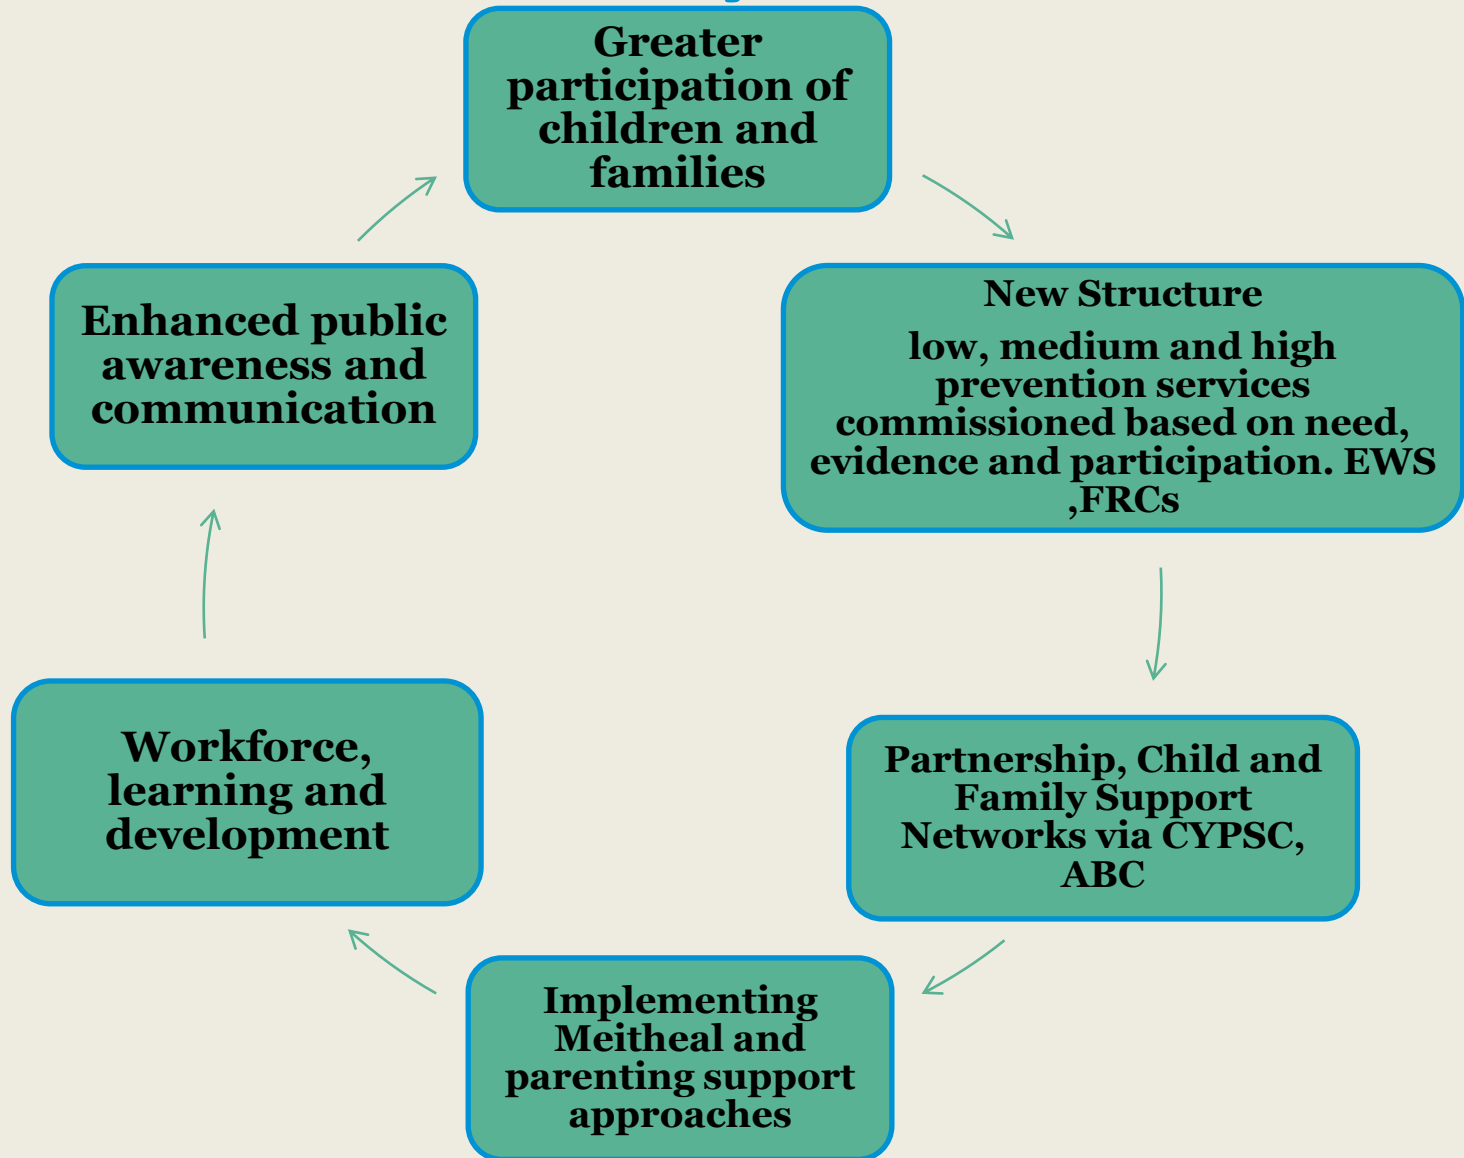 Greater
participation of
children and
families
New Structure
low, medium and high
prevention services
commissioned based on need,
evidence and participation. EWS
,FRCs
Partnership, Child and
Family Support
Networks via CYPSC,
ABC
Implementing
Meitheal and
parenting support
approaches
Workforce,
learning and
development
Enhanced public
awareness and
communication